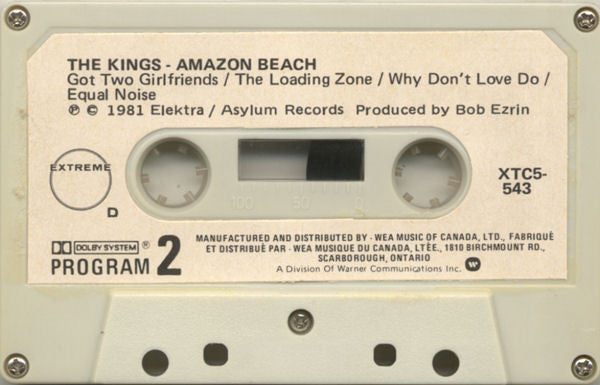 THE KINGS - AMAZON BEACH
Got Two Girlfriends / The Loading Zone / Why Don't Love Do /
Equal Noise
℗ © 1981 Elektra / Asylum Records Produced by Bob Ezrin
EXTREME
D
XTC5-
543
100 50 0
DOLBY SYSTEM ®
PROGRAM 2
MANUFACTURED AND DISTRIBUTED BY - WEA MUSIC OF CANADA, LTD., FABRIQUÈ
ET DISTRIBUÈ PAR - WEA MUSIQUE DU CANADA, LTÈE., 1810 BIRCHMOUNT RD.,
SCARBOROUGH, ONTARIO
A Division Of Warner Communications Inc.